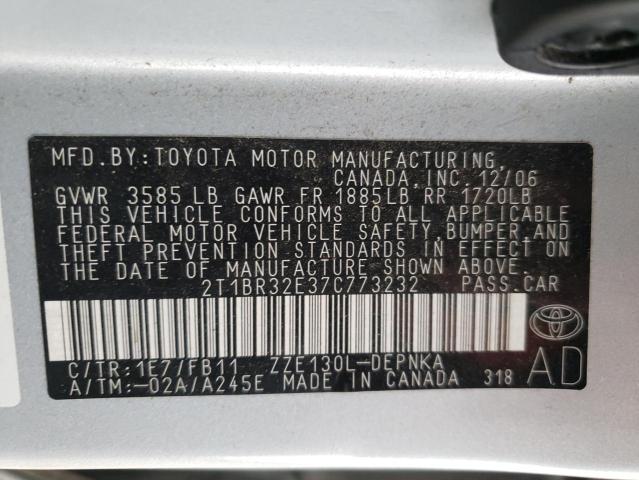 MFD.BY:TOYOTA MOTOR MANUFACTURING,
CANADA,INC. 12/06
GVWR 3585LB GAWR FR 1885LB RR 1720LB
THIS VEHICLE CONFORMS TO ALL APPLICABLE
FEDERAL MOTOR VEHICLE SAFETY,BUMPER,AND
THEFT PREVENTION STANDARDS IN EFFECT ON
THE DATE OF MANUFACTURE SHOWN ABOVE.
2T1BR32E37C773232 PASS.CAR
C/TR:1E7/FB11 ZZE130L-DEPNKA
A/TM:-02A/A245E MADE IN CANADA 318
AD